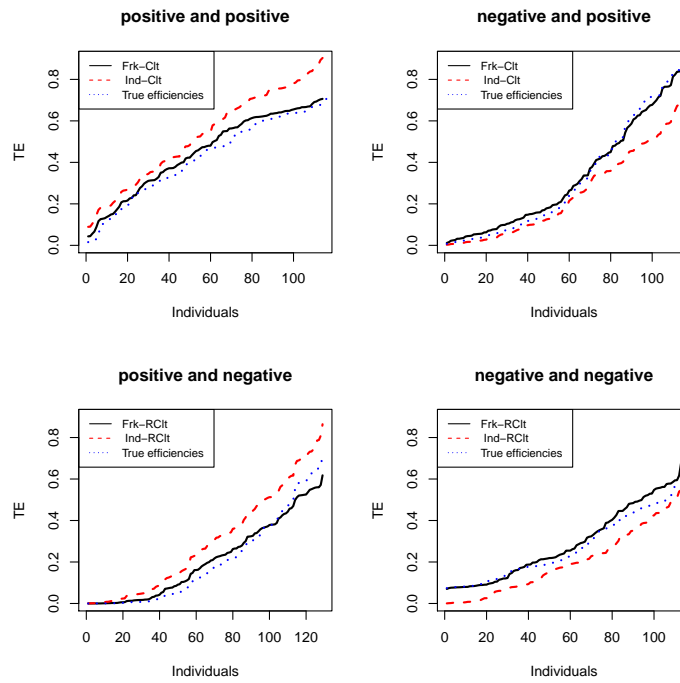 positive and positive
Frk−Clt
Ind−Clt
True efficiencies
TE
0.0 0.2 0.4 0.6 0.8
0 20 40 60 80 100
Individuals
negative and positive
Frk−Clt
Ind−Clt
True efficiencies
TE
0.0 0.2 0.4 0.6 0.8
0 20 40 60 80 100
Individuals
positive and negative
Frk−RClt
Ind−RClt
True efficiencies
TE
0.0 0.2 0.4 0.6 0.8
0 20 40 60 80 100 120
Individuals
negative and negative
Frk−RClt
Ind−RClt
True efficiencies
TE
0.0 0.2 0.4 0.6 0.8
0 20 40 60 80 100
Individuals